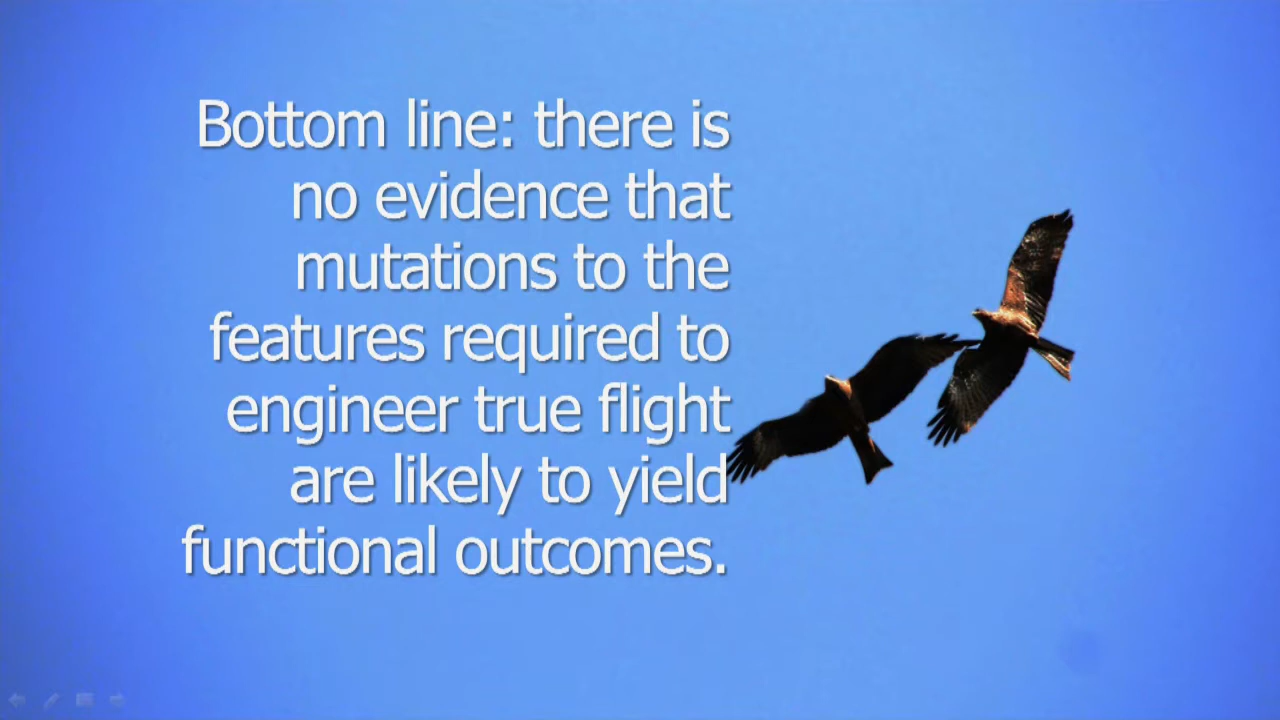 Bottom line: there is
no evidence that
mutations to the
features required to
engineer true flight
are likely to yield
functional outcomes.